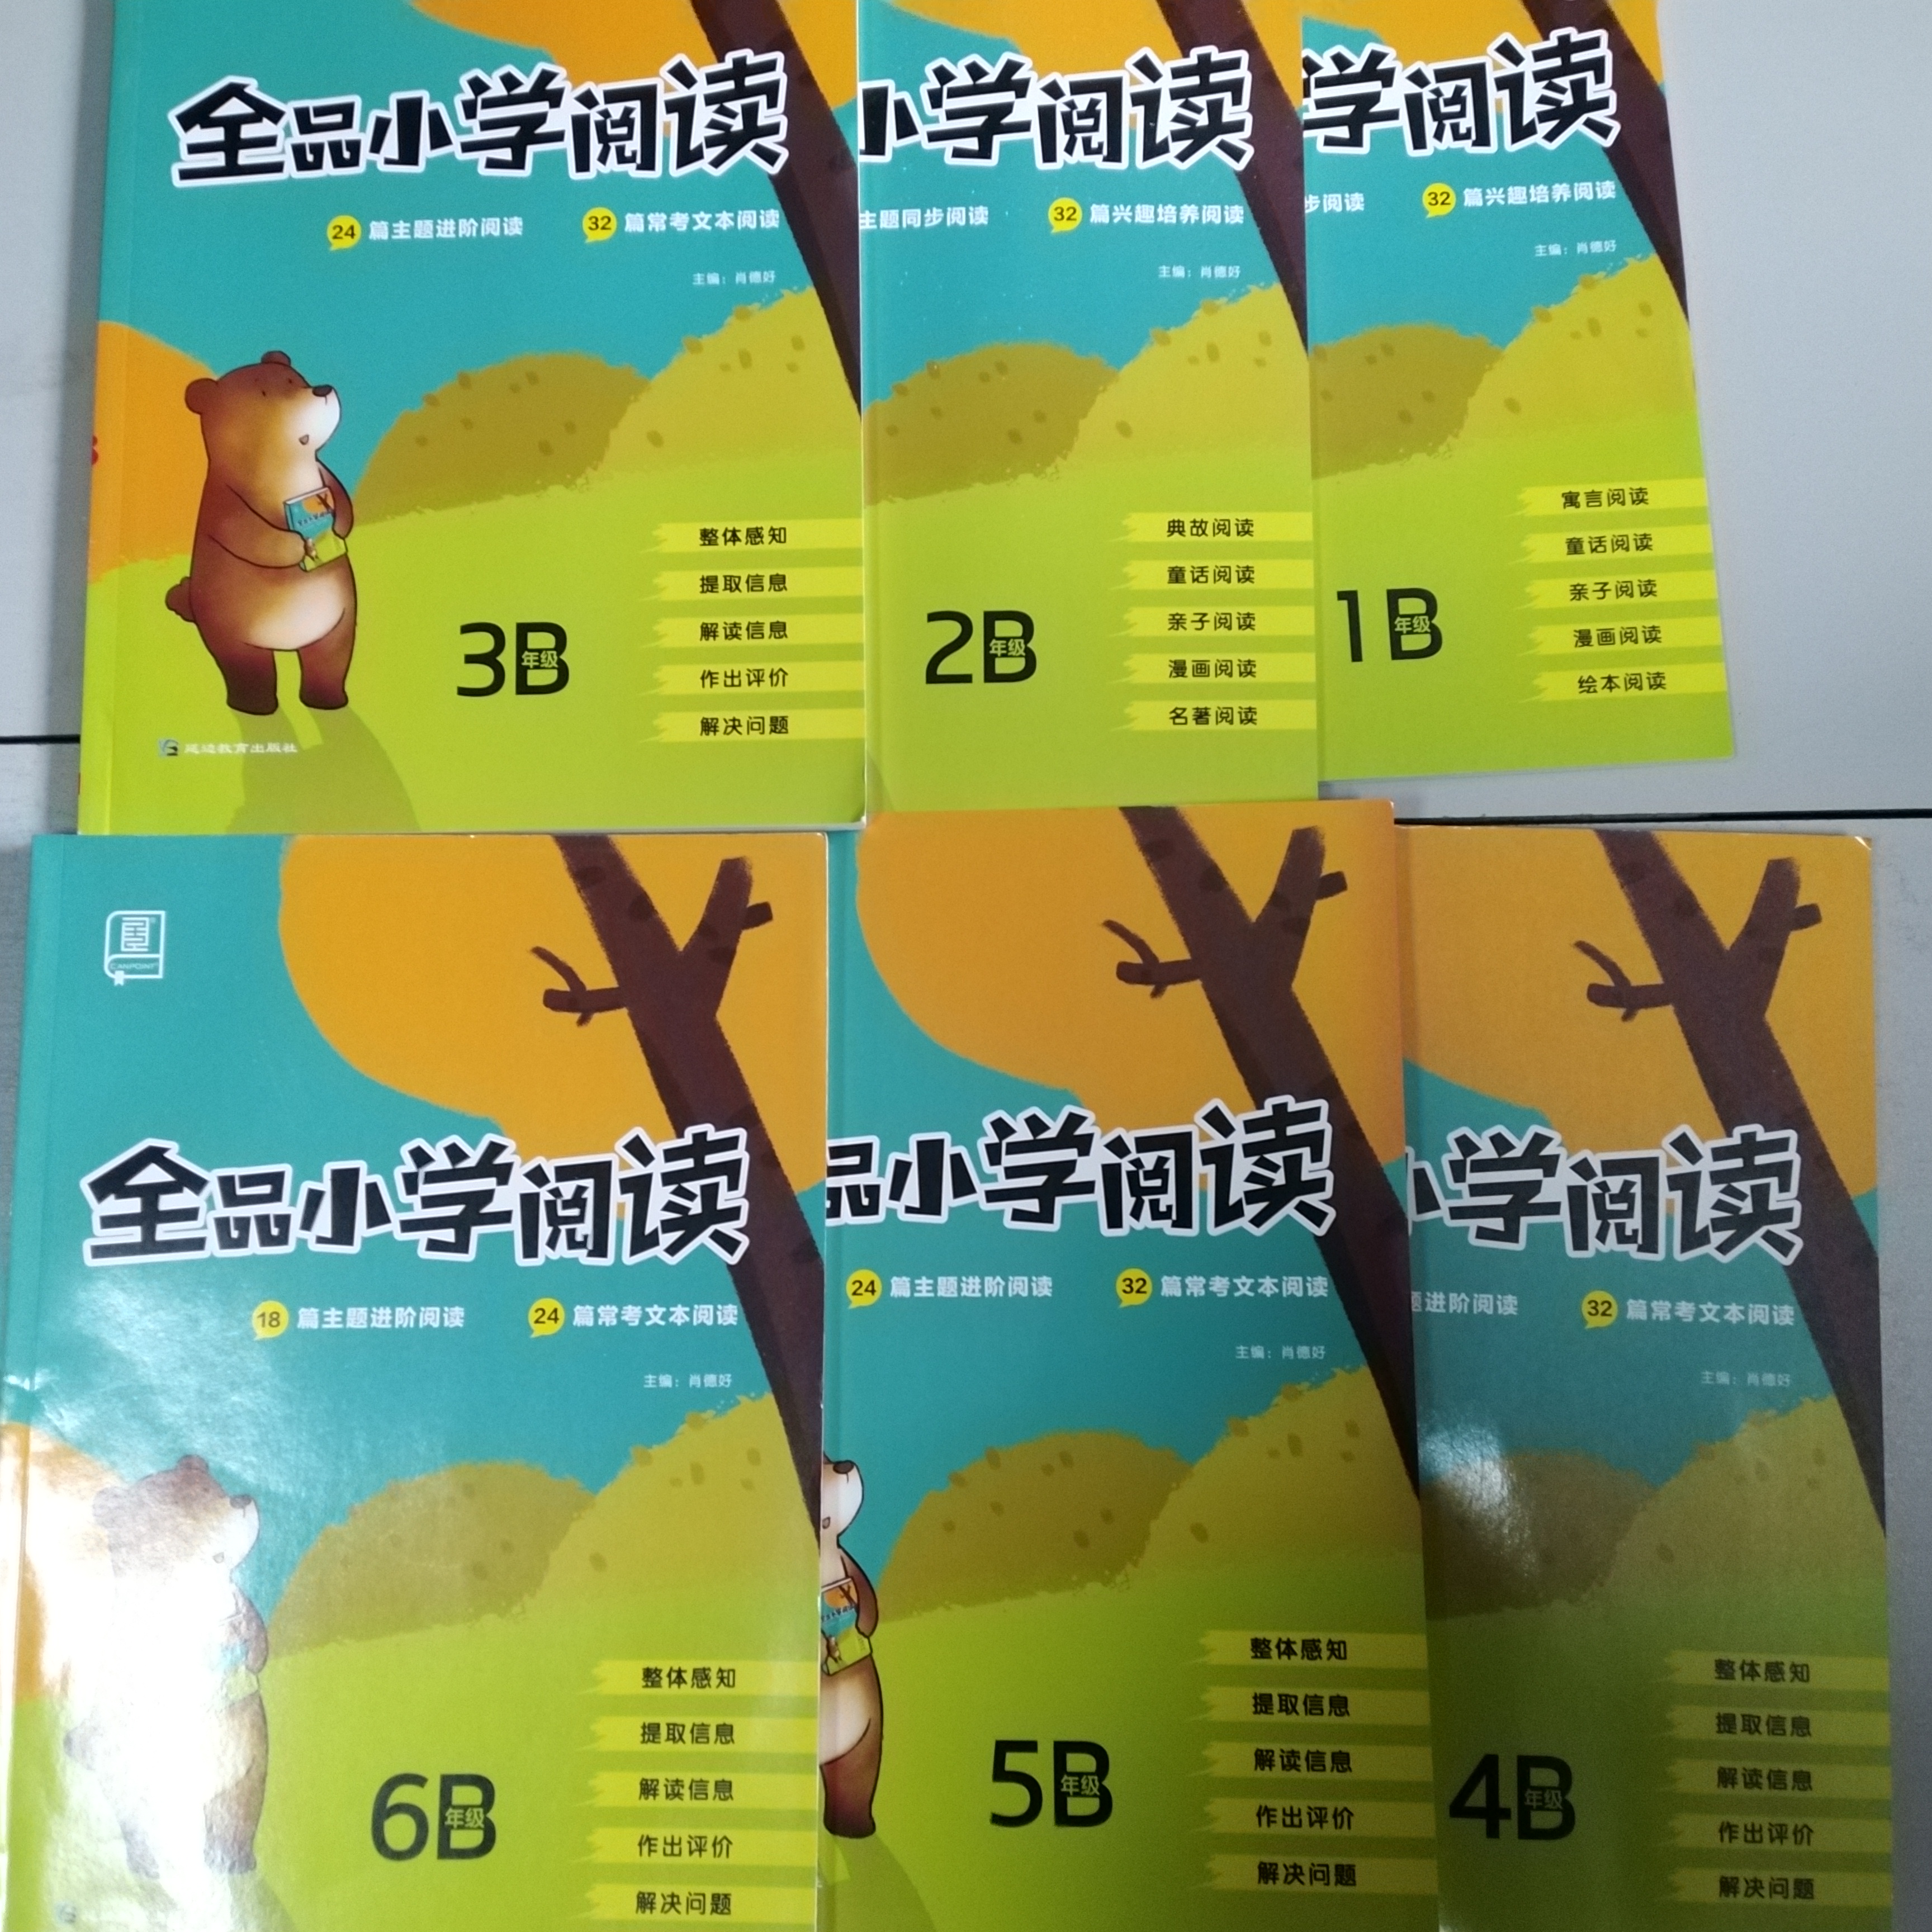 全品小学阅读
24 篇主题进阶阅读 32 篇常考文本阅读
主编：肖德好
整体感知
提取信息
解读信息
作出评价
解决问题
3B
年级
延边教育出版社
小学阅读
主题同步阅读 32 篇兴趣培养阅读
主编：肖德好
典故阅读
童话阅读
亲子阅读
漫画阅读
名著阅读
2B
年级
学阅读
步阅读 32 篇兴趣培养阅读
主编：肖德好
寓言阅读
童话阅读
亲子阅读
漫画阅读
绘本阅读
1B
年级
CANPOINT
全品小学阅读
18 篇主题进阶阅读 24 篇常考文本阅读
主编：肖德好
整体感知
提取信息
解读信息
作出评价
解决问题
6B
年级
品小学阅读
24 篇主题进阶阅读 32 篇常考文本阅读
主编：肖德好
整体感知
提取信息
解读信息
作出评价
解决问题
5B
年级
小学阅读
题进阶阅读 32 篇常考文本阅读
主编：肖德好
整体感知
提取信息
解读信息
作出评价
解决问题
4B
年级